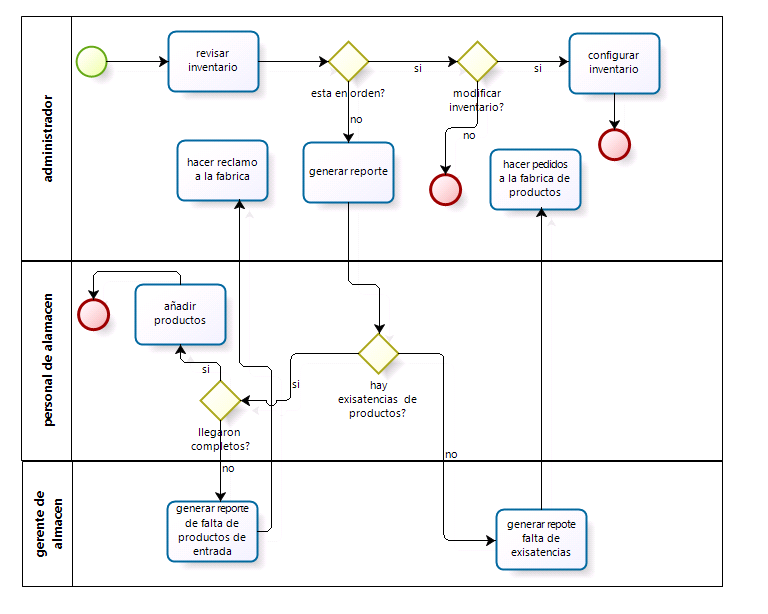 administrador
revisar
inventario
esta en orden?
si
modificar
inventario?
si
configurar
inventario
no
no
hacer reclamo
a la fabrica
generar reporte
hacer pedidos
a la fabrica de
productos
personal de alamacen
añadir
productos
si
llegaron
completos?
si
hay
exisatencias de
productos?
no
no
gerente de
almacen
generar reporte
de falta de
productos de
entrada
generar repote
falta de
exisatencias